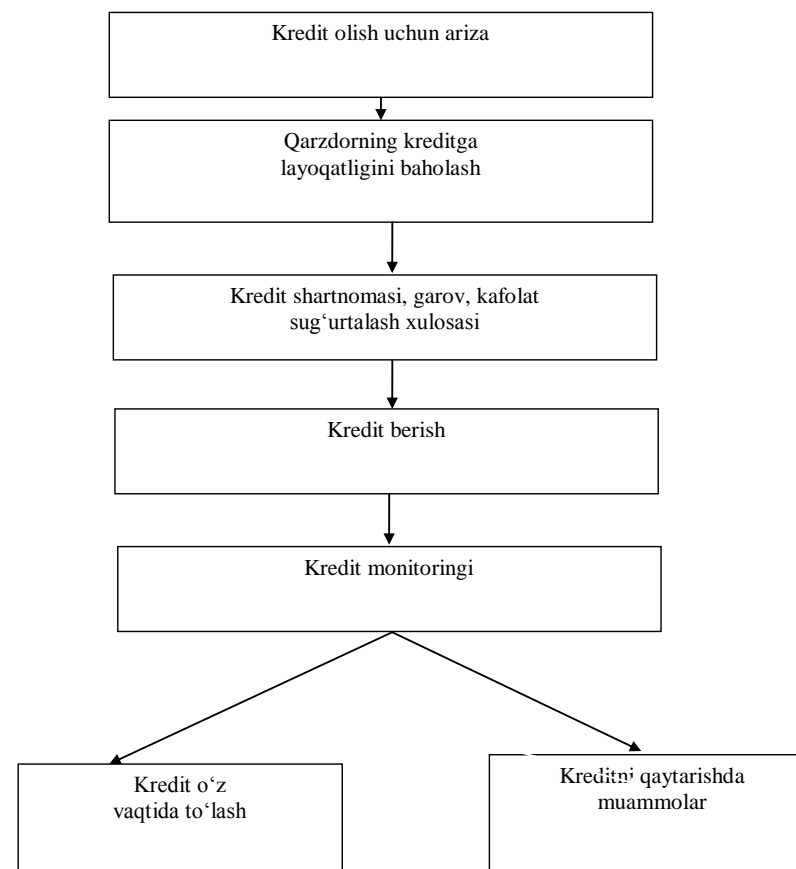 Kredit olish uchun ariza
Qarzdorning kreditga
layoqatligini baholash
Kredit shartnomasi, garov, kafolat
sug‘urtalash xulosasi
Kredit berish
Kredit monitoringi
Kredit o‘z
vaqtida to‘lash
Kreditni qaytarishda
muammolar